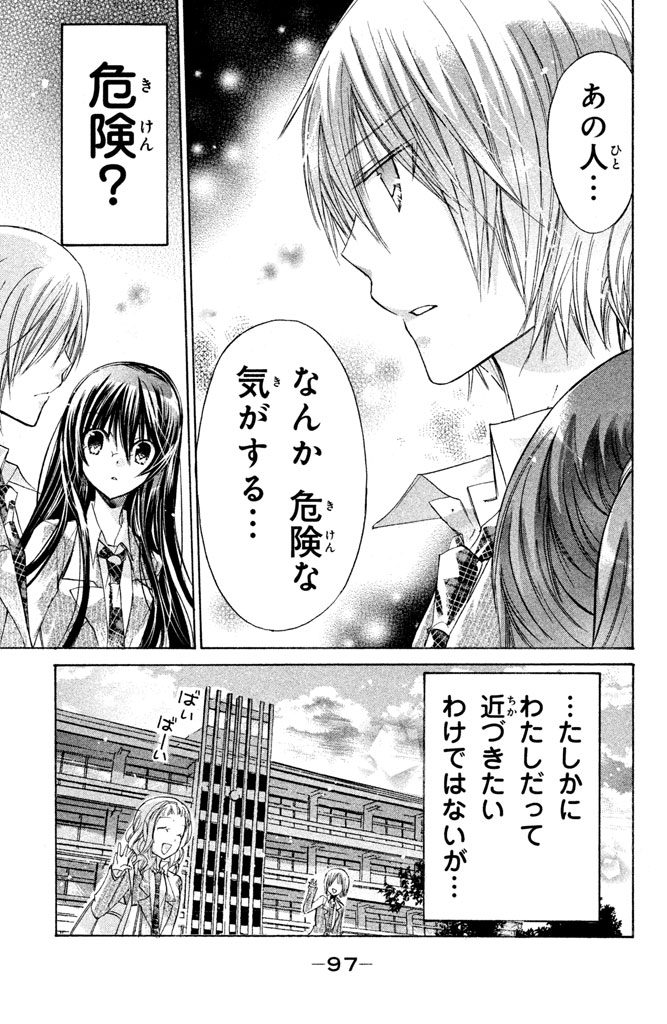 あの人…
なんか 危険な
気がする…
危険？
…たしかに
わたしだって
近づきたい
わけではないが…
ばい
ばーい
—97—